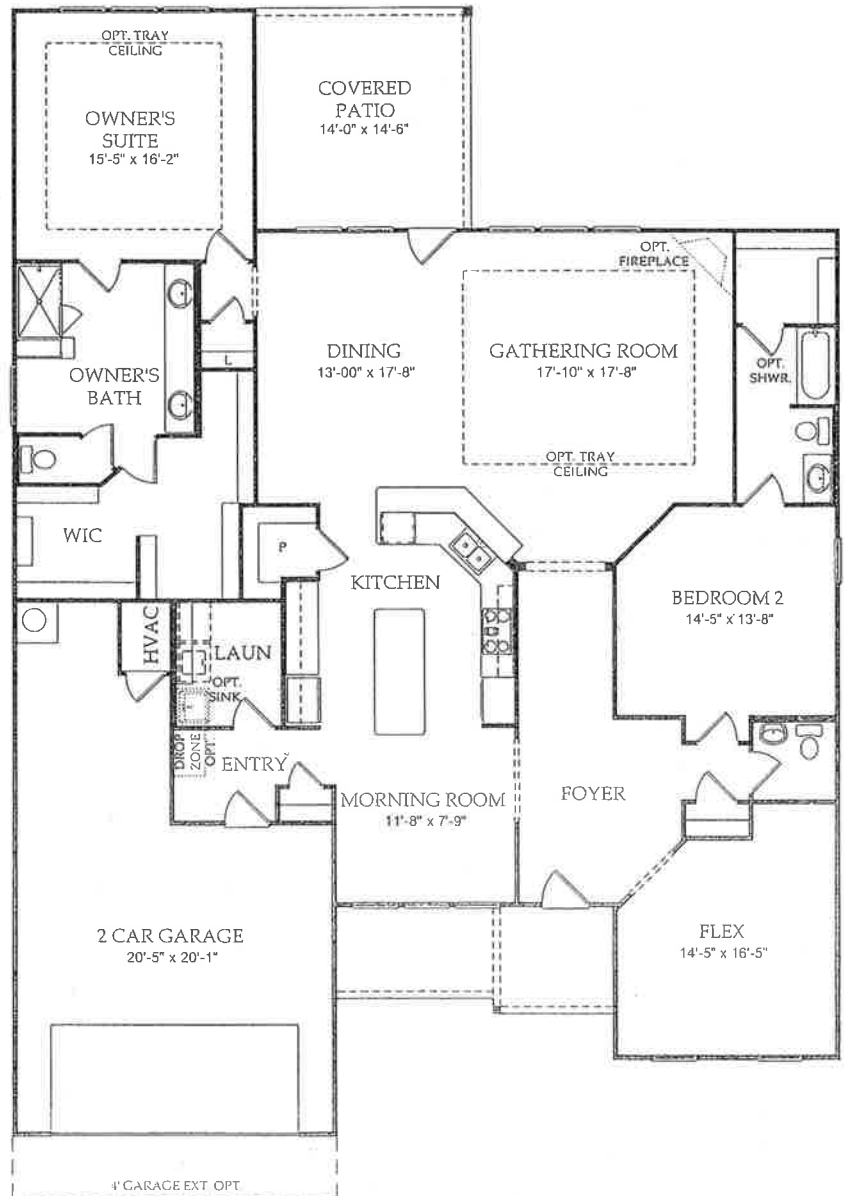 OPT. TRAY
CEILING
OWNER'S
SUITE
15'-5" x 16'-2"
COVERED
PATIO
14'-0" x 14'-6"
OPT.
FIREPLACE
DINING
13'-00" x 17'-8"
GATHERING ROOM
17'-10" x 17'-8"
OPT. TRAY
CEILING
OPT.
SHWR.
L
OWNER'S
BATH
WIC
P
KITCHEN
BEDROOM 2
14'-5" x 13'-8"
HVAC
LAUN
OPT.
SINK
DROP
ZONE
OPT.
ENTRY
MORNING ROOM
11'-8" x 7'-9"
FOYER
2 CAR GARAGE
20'-5" x 20'-1"
FLEX
14'-5" x 16'-5"
4' GARAGE EXT. OPT.